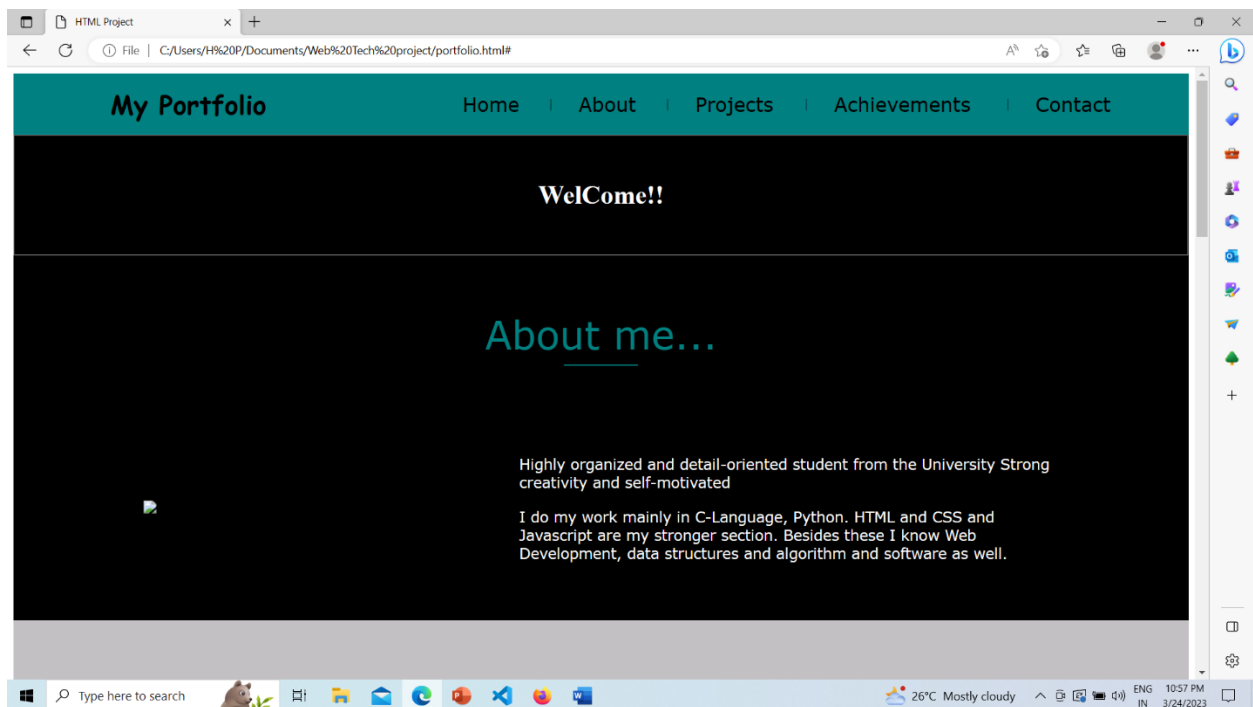 HTML Project
File | C:/Users/H%20P/Documents/Web%20Tech%20project/portfolio.html#
My Portfolio Home About Projects Achievements Contact
WelCome!!
About me...
Highly organized and detail-oriented student from the University Strong
creativity and self-motivated
I do my work mainly in C-Language, Python. HTML and CSS and
Javascript are my stronger section. Besides these I know Web
Development, data structures and algorithm and software as well.
Type here to search
26°C Mostly cloudy
ENG
IN
10:57 PM
3/24/2023